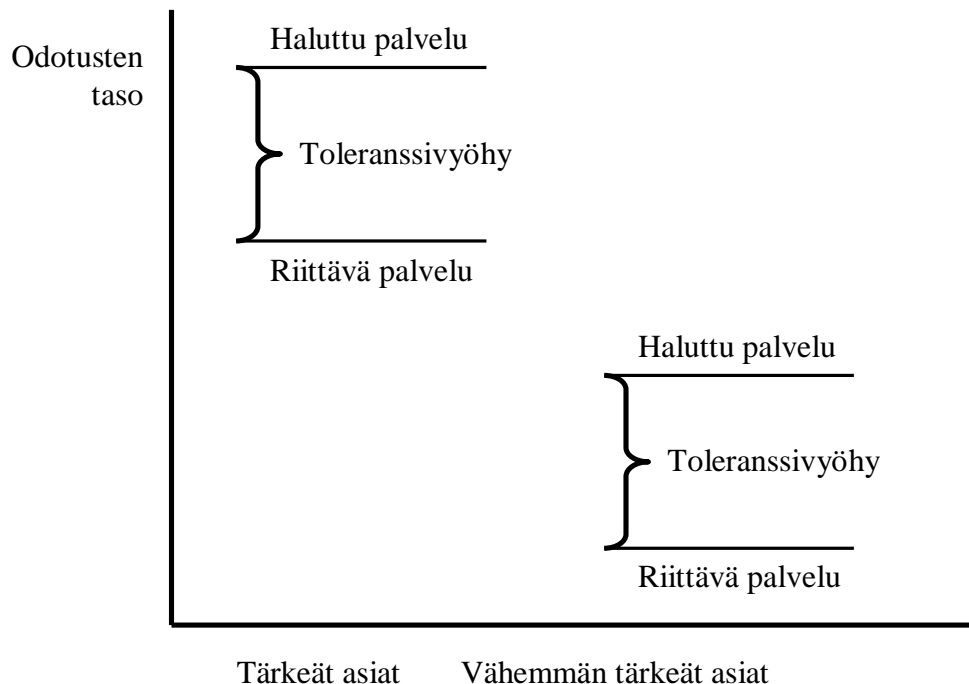 Odotusten
taso
Haluttu palvelu
Toleranssivyöhy
Riittävä palvelu
Haluttu palvelu
Toleranssivyöhy
Riittävä palvelu
Tärkeät asiat
Vähemmän tärkeät asiat